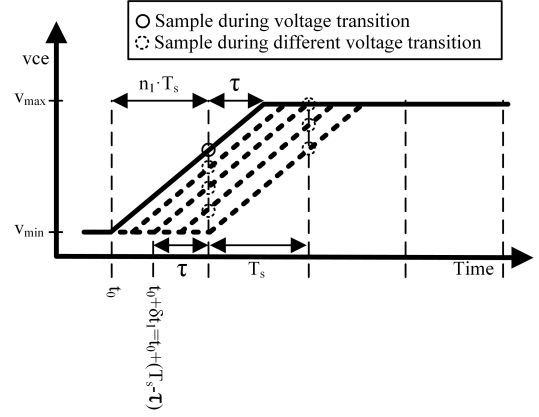 Sample during voltage transition
Sample during different voltage transition
vce
n₁·Tₛ
τ
vₘₐₓ
vₘᵢₙ
τ
Tₛ
Time
t₀
t₀+δt₁=t₀+(Tₛ-τ)